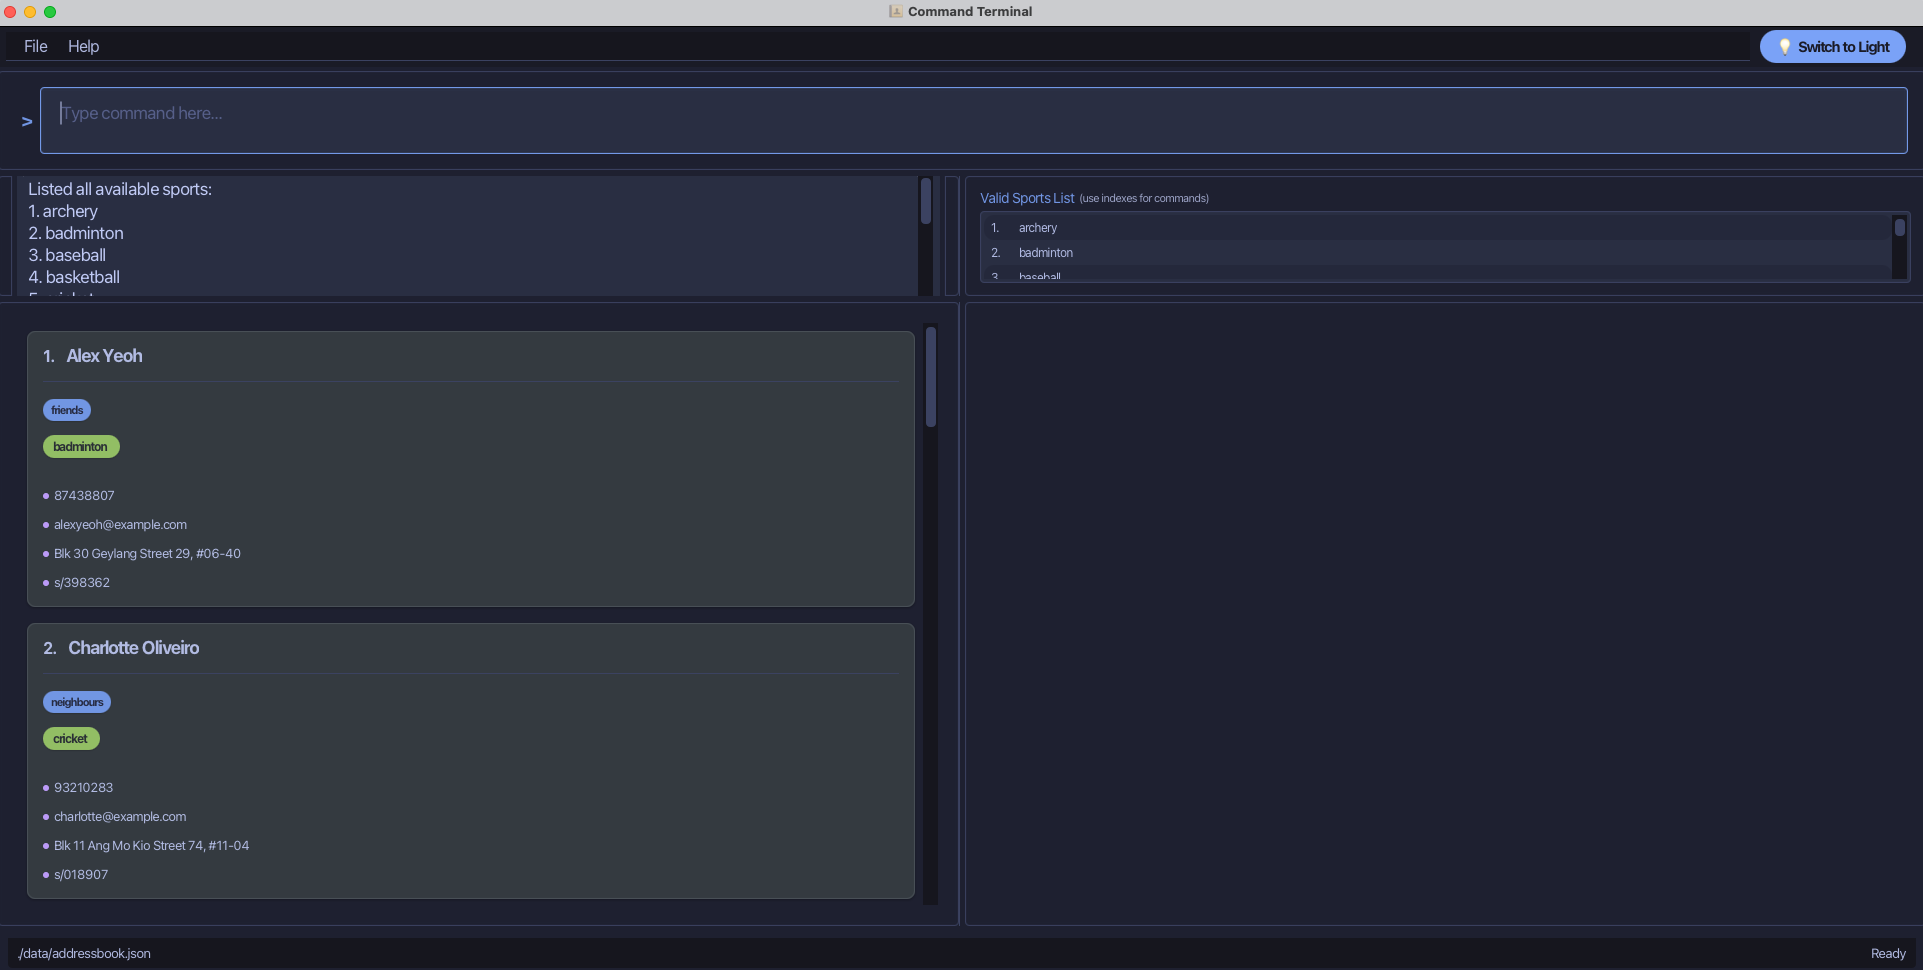 Command Terminal
File Help
Switch to Light
>
Type command here...
Listed all available sports:
1. archery
2. badminton
3. baseball
4. basketball
5. cricket
Valid Sports List (use indexes for commands)
1. archery
2. badminton
3. baseball
1. Alex Yeoh
friends
badminton
87438807
alexyeoh@example.com
Blk 30 Geylang Street 29, #06-40
s/398362
2. Charlotte Oliveiro
neighbours
cricket
93210283
charlotte@example.com
Blk 11 Ang Mo Kio Street 74, #11-04
s/018907
./data/addressbook.json
Ready